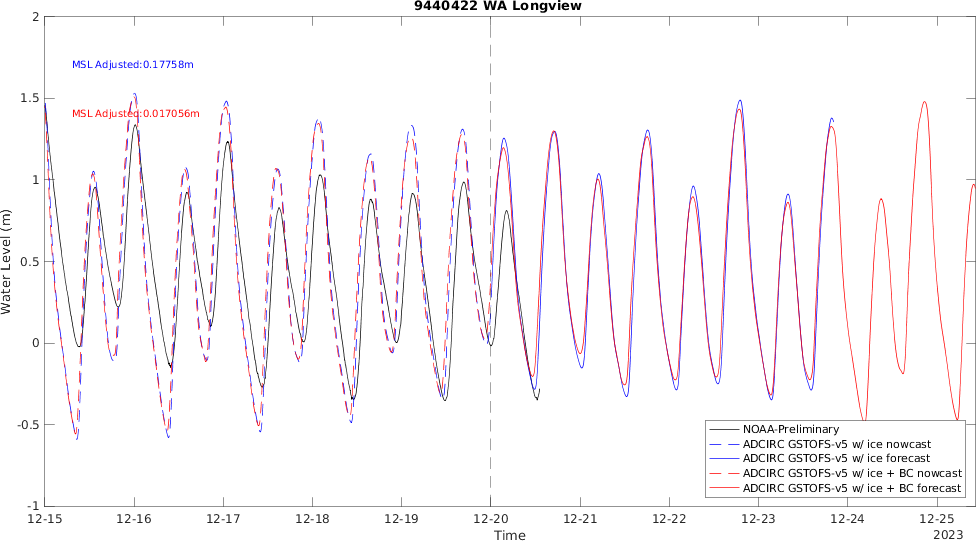 9440422 WA Longview
2
1.5
1
0.5
0
-0.5
-1
Water Level (m)
MSL Adjusted:0.17758m
MSL Adjusted:0.017056m
NOAA-Preliminary
ADCIRC GSTOFS-v5 w/ ice nowcast
ADCIRC GSTOFS-v5 w/ ice forecast
ADCIRC GSTOFS-v5 w/ ice + BC nowcast
ADCIRC GSTOFS-v5 w/ ice + BC forecast
12-15 12-16 12-17 12-18 12-19 12-20 12-21 12-22 12-23 12-24 12-25
Time
2023